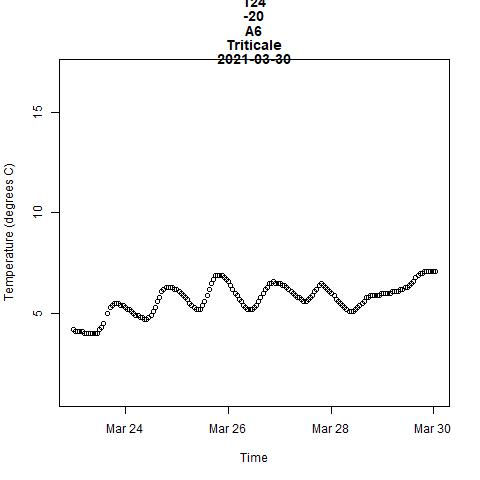 124
-20
A6
Triticale
2021-03-30
Temperature (degrees C)
15
10
5
Mar 24 Mar 26 Mar 28 Mar 30
Time